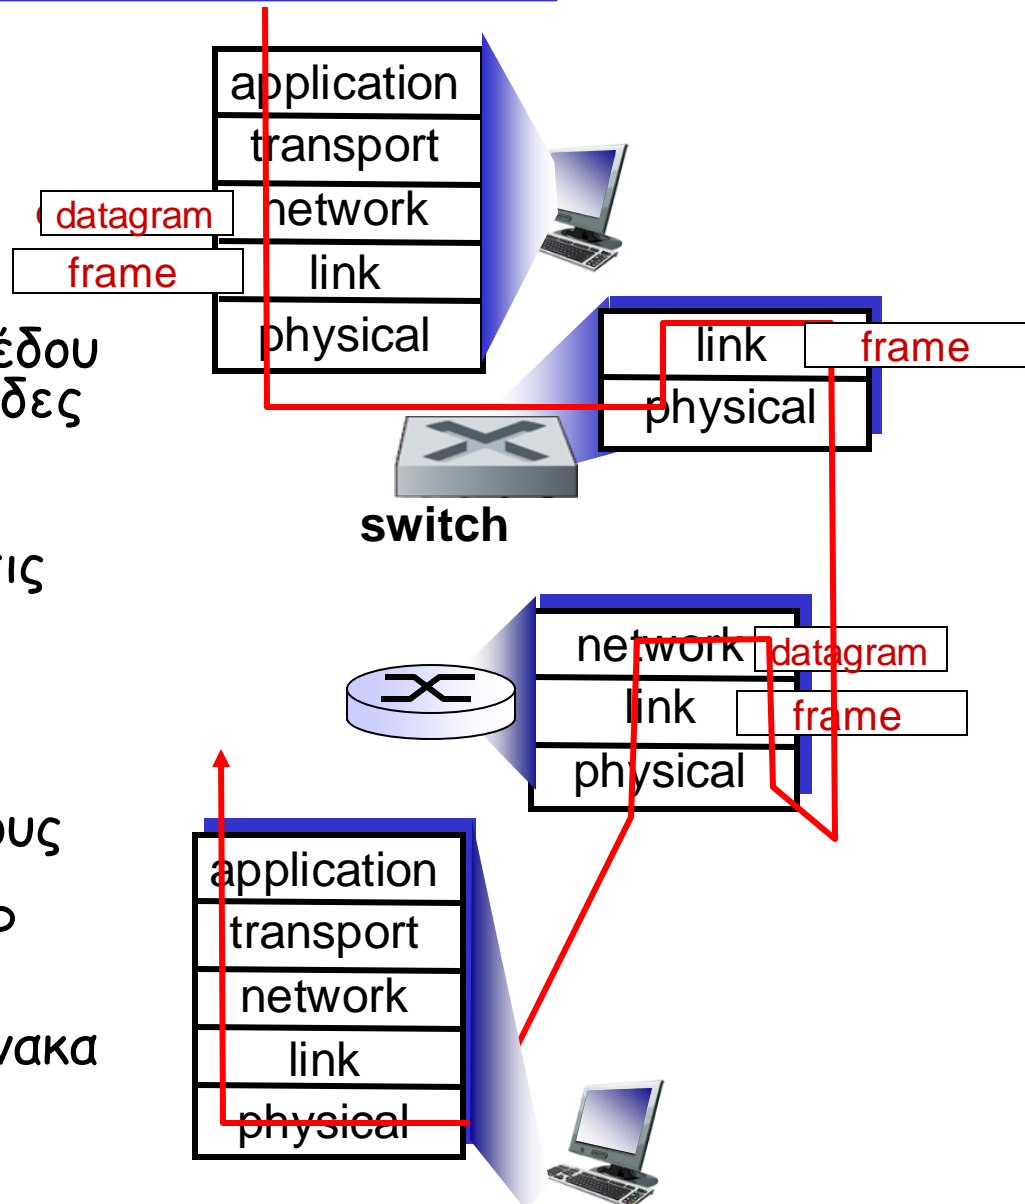 application
transport
datagram
network
frame
link
physical
link
frame
physical
switch
network
datagram
link
frame
physical
application
transport
network
link
physical